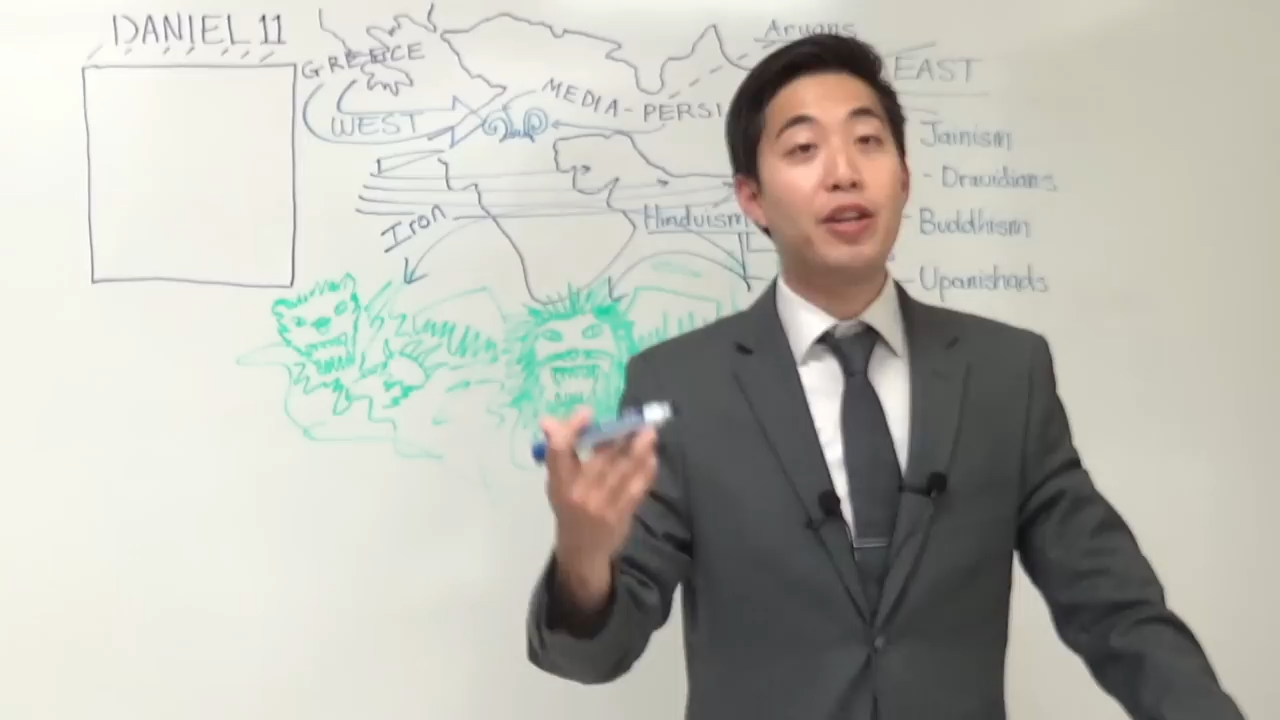 DANIEL 11
GREECE
WEST
MEDIA-PERSI
Aryans
EAST
Jainism
- Dravidians
Hinduism
- Buddhism
- Upanishads
Iron